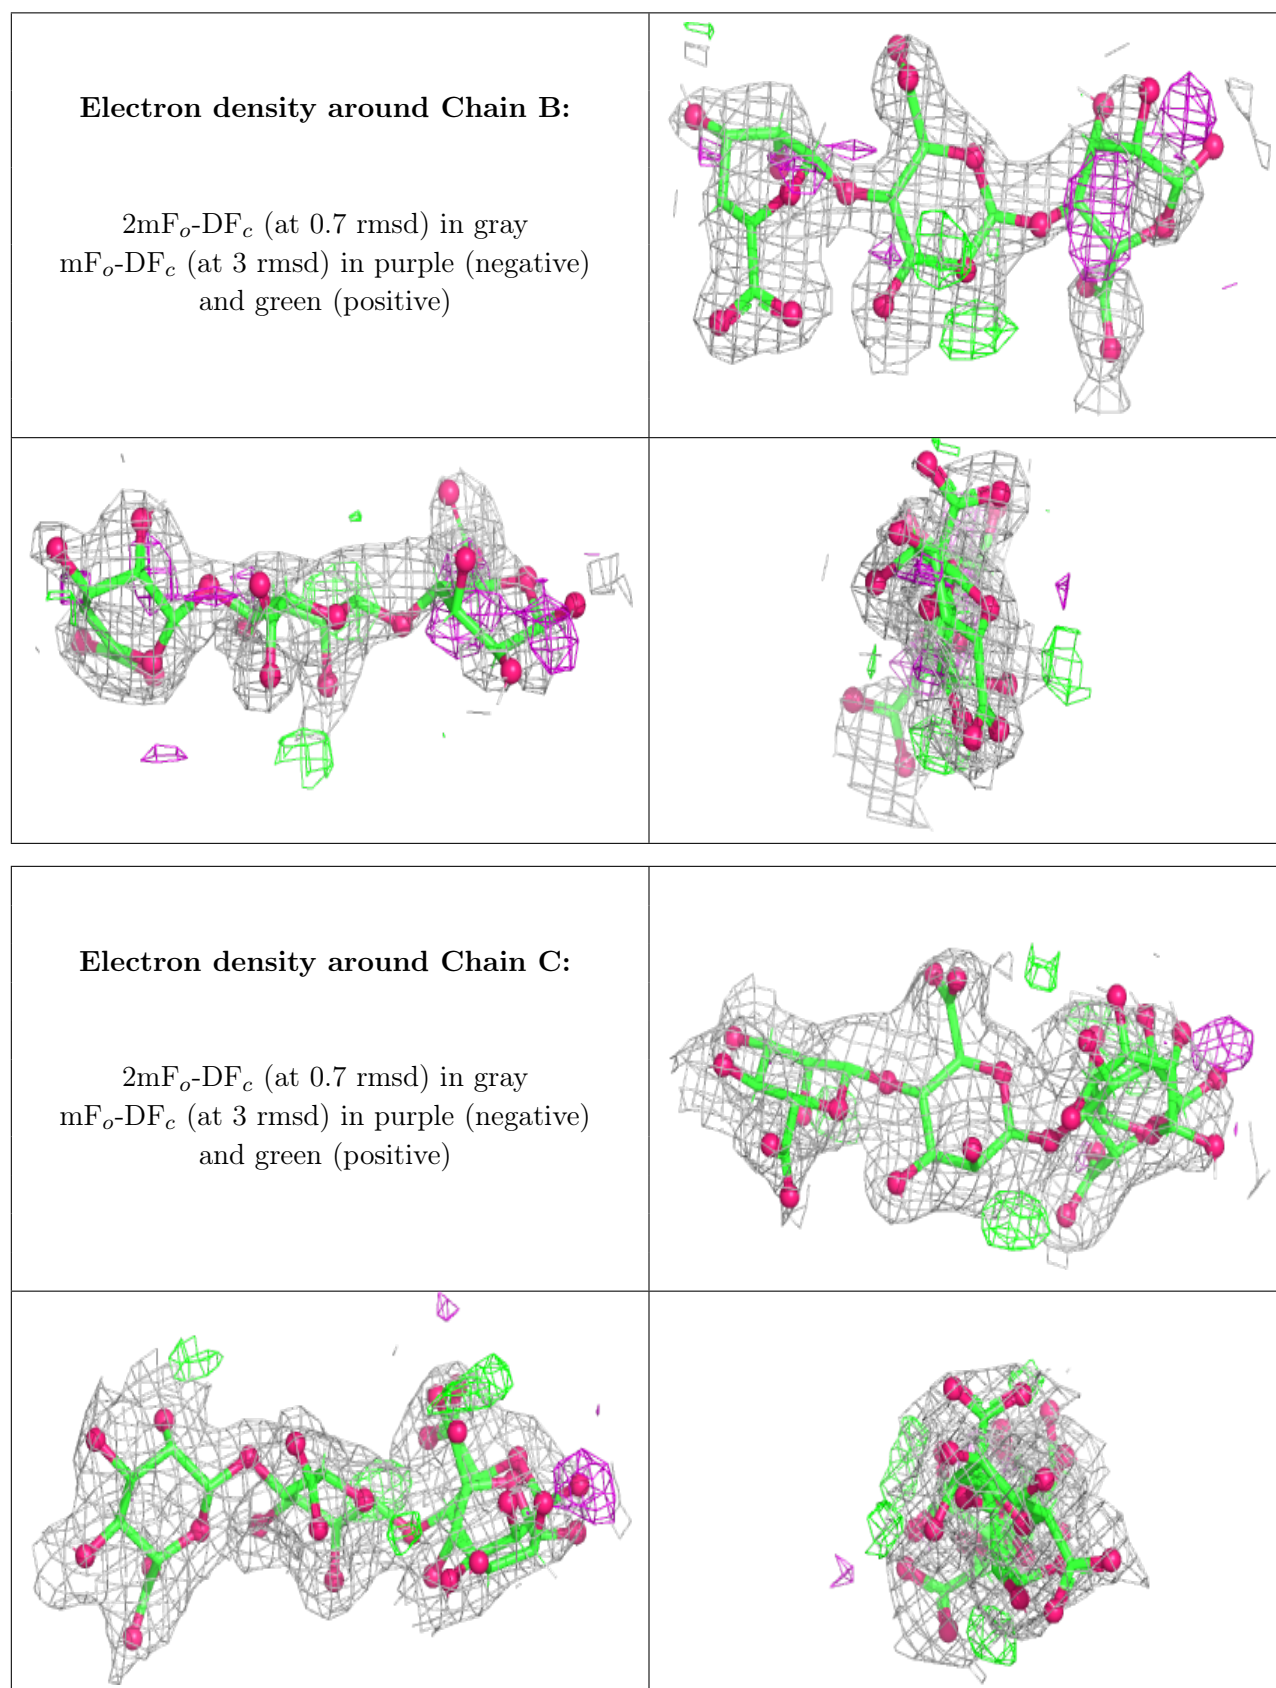 Electron density around Chain B:
2mFo-DFc (at 0.7 rmsd) in gray
mFo-DFc (at 3 rmsd) in purple (negative)
and green (positive)
Electron density around Chain C:
2mFo-DFc (at 0.7 rmsd) in gray
mFo-DFc (at 3 rmsd) in purple (negative)
and green (positive)